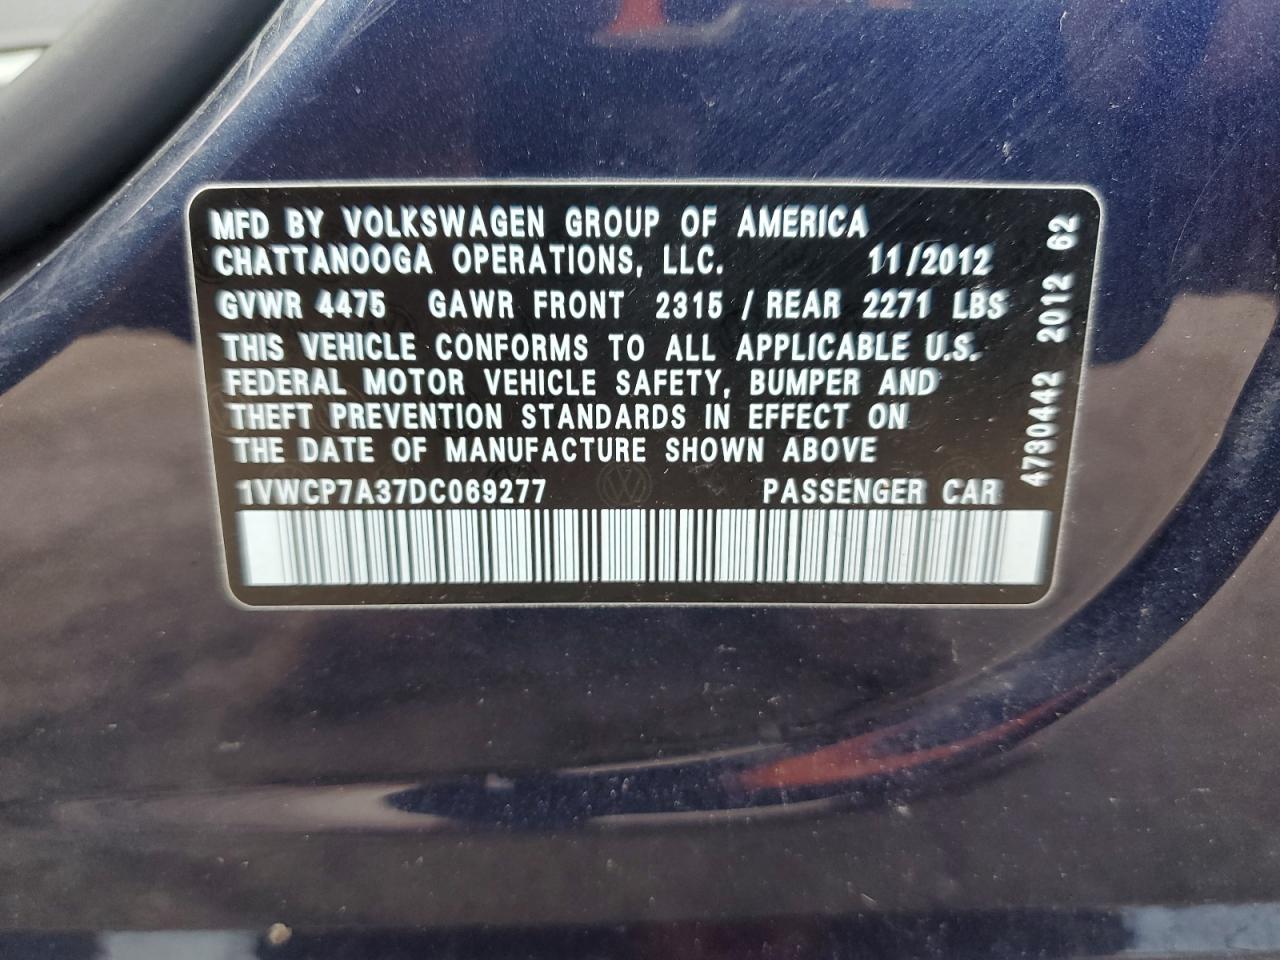 MFD BY VOLKSWAGEN GROUP OF AMERICA
CHATTANOOGA OPERATIONS, LLC. 11/2012
GVWR 4475 GAWR FRONT 2315 / REAR 2271 LBS
THIS VEHICLE CONFORMS TO ALL APPLICABLE U.S.
FEDERAL MOTOR VEHICLE SAFETY, BUMPER AND
THEFT PREVENTION STANDARDS IN EFFECT ON
THE DATE OF MANUFACTURE SHOWN ABOVE
1VWCP7A37DC069277 PASSENGER CAR
4730442 2012 62